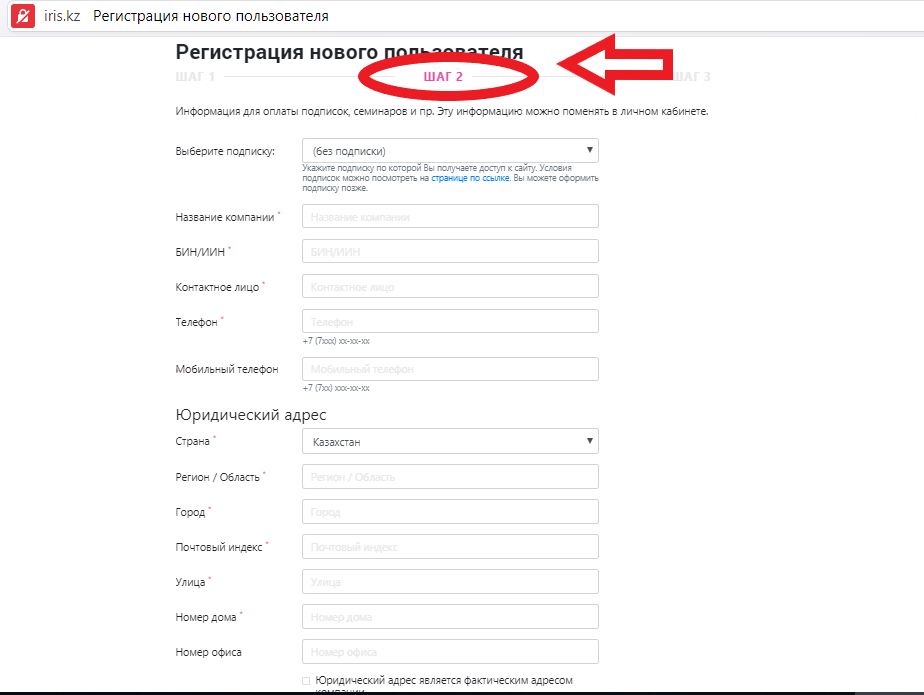 iris.kz Регистрация нового пользователя
Регистрация нового пользователя
ШАГ 1 ШАГ 2 ШАГ 3
Информация для оплаты подписок, семинаров и пр. Эту информацию можно поменять в личном кабинете.
Выберите подписку: (без подписки)
Укажите подписку по которой Вы получаете доступ к сайту. Условия
подписок можно посмотреть на странице по ссылке. Вы можете оформить
подписку позже.
Название компании * Название компании
БИН/ИИН * БИН/ИИН
Контактное лицо * Контактное лицо
Телефон * Телефон
+7 (7xxx) xx-xx-xx
Мобильный телефон Мобильный телефон
+7 (7xx) xxx-xx-xx
Юридический адрес
Страна * Казахстан
Регион / Область * Регион / Область
Город * Город
Почтовый индекс * Почтовый индекс
Улица * Улица
Номер дома * Номер дома
Номер офиса Номер офиса
Юридический адрес является фактическим адресом
компании